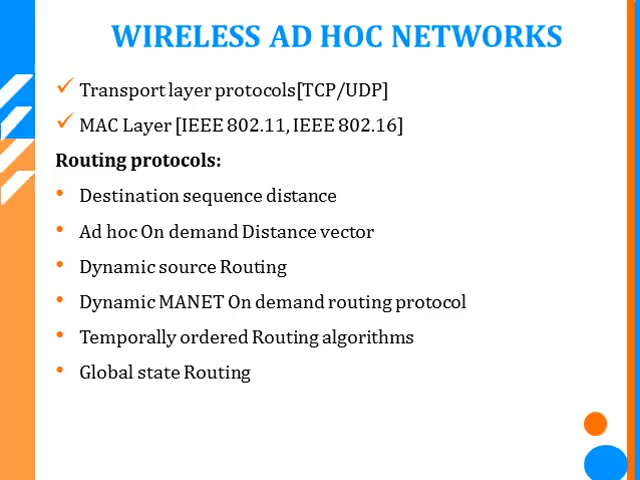 WIRELESS AD HOC NETWORKS
✓ Transport layer protocols[TCP/UDP]
✓ MAC Layer [IEEE 802.11, IEEE 802.16]
Routing protocols:
• Destination sequence distance
• Ad hoc On demand Distance vector
• Dynamic source Routing
• Dynamic MANET On demand routing protocol
• Temporally ordered Routing algorithms
• Global state Routing